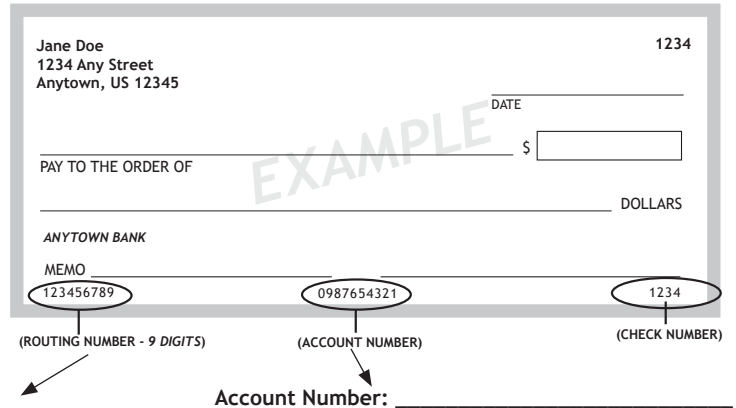 Jane Doe
1234
1234 Any Street
Anytown, US 12345
DATE
EXAMPLE
$
PAY TO THE ORDER OF
DOLLARS
ANYTOWN BANK
MEMO
123456789
0987654321
1234
(ROUTING NUMBER - 9 DIGITS)
(ACCOUNT NUMBER)
(CHECK NUMBER)
Account Number: